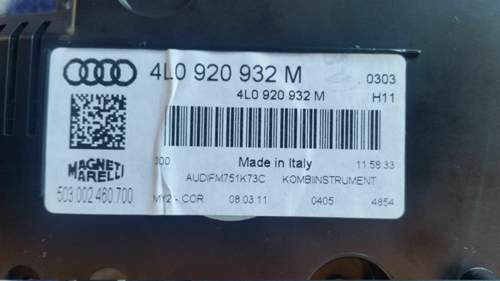 4L0 920 932 M
0303
4L0 920 932 M
H11
Made in Italy
11:58:33
MAGNETI
MARELLI
AUDIFM751K73C KOMBIINSTRUMENT
503.002.460.700
MY2 - COR 08.03.11 0405 4854